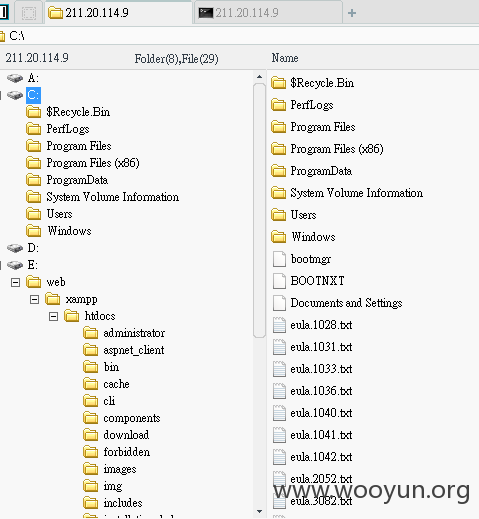 211.20.114.9
211.20.114.9
C:\
211.20.114.9
Folder(8),File(29)
Name
A:
C:
$Recycle.Bin
PerfLogs
Program Files
Program Files (x86)
ProgramData
System Volume Information
Users
Windows
D:
E:
web
xampp
htdocs
administrator
aspnet_client
bin
cache
cli
components
download
forbidden
images
img
includes
$Recycle.Bin
PerfLogs
Program Files
Program Files (x86)
ProgramData
System Volume Information
Users
Windows
bootmgr
BOOTNXT
Documents and Settings
eula.1028.txt
eula.1031.txt
eula.1033.txt
eula.1036.txt
eula.1040.txt
eula.1041.txt
eula.1042.txt
eula.2052.txt
eula.3082.txt
www.wooyun.org